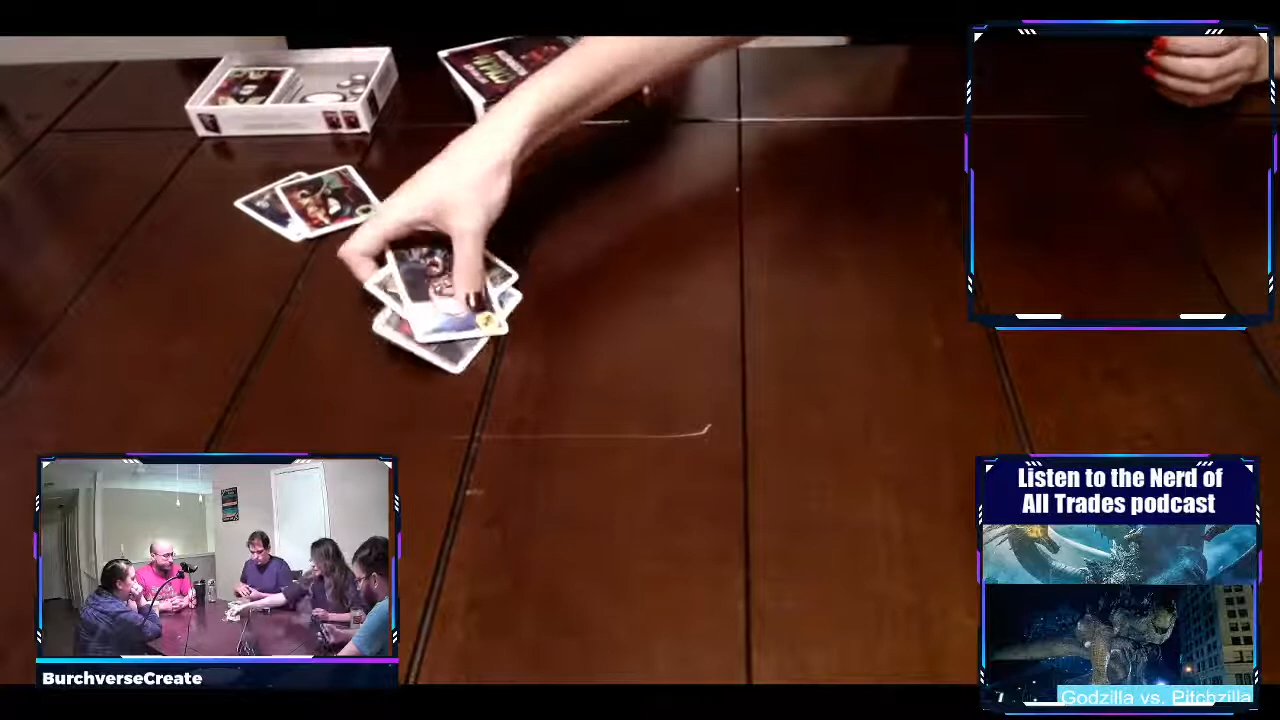 Listen to the Nerd of
All Trades podcast
BurchverseCreate
Godzilla vs. Pitchzilla